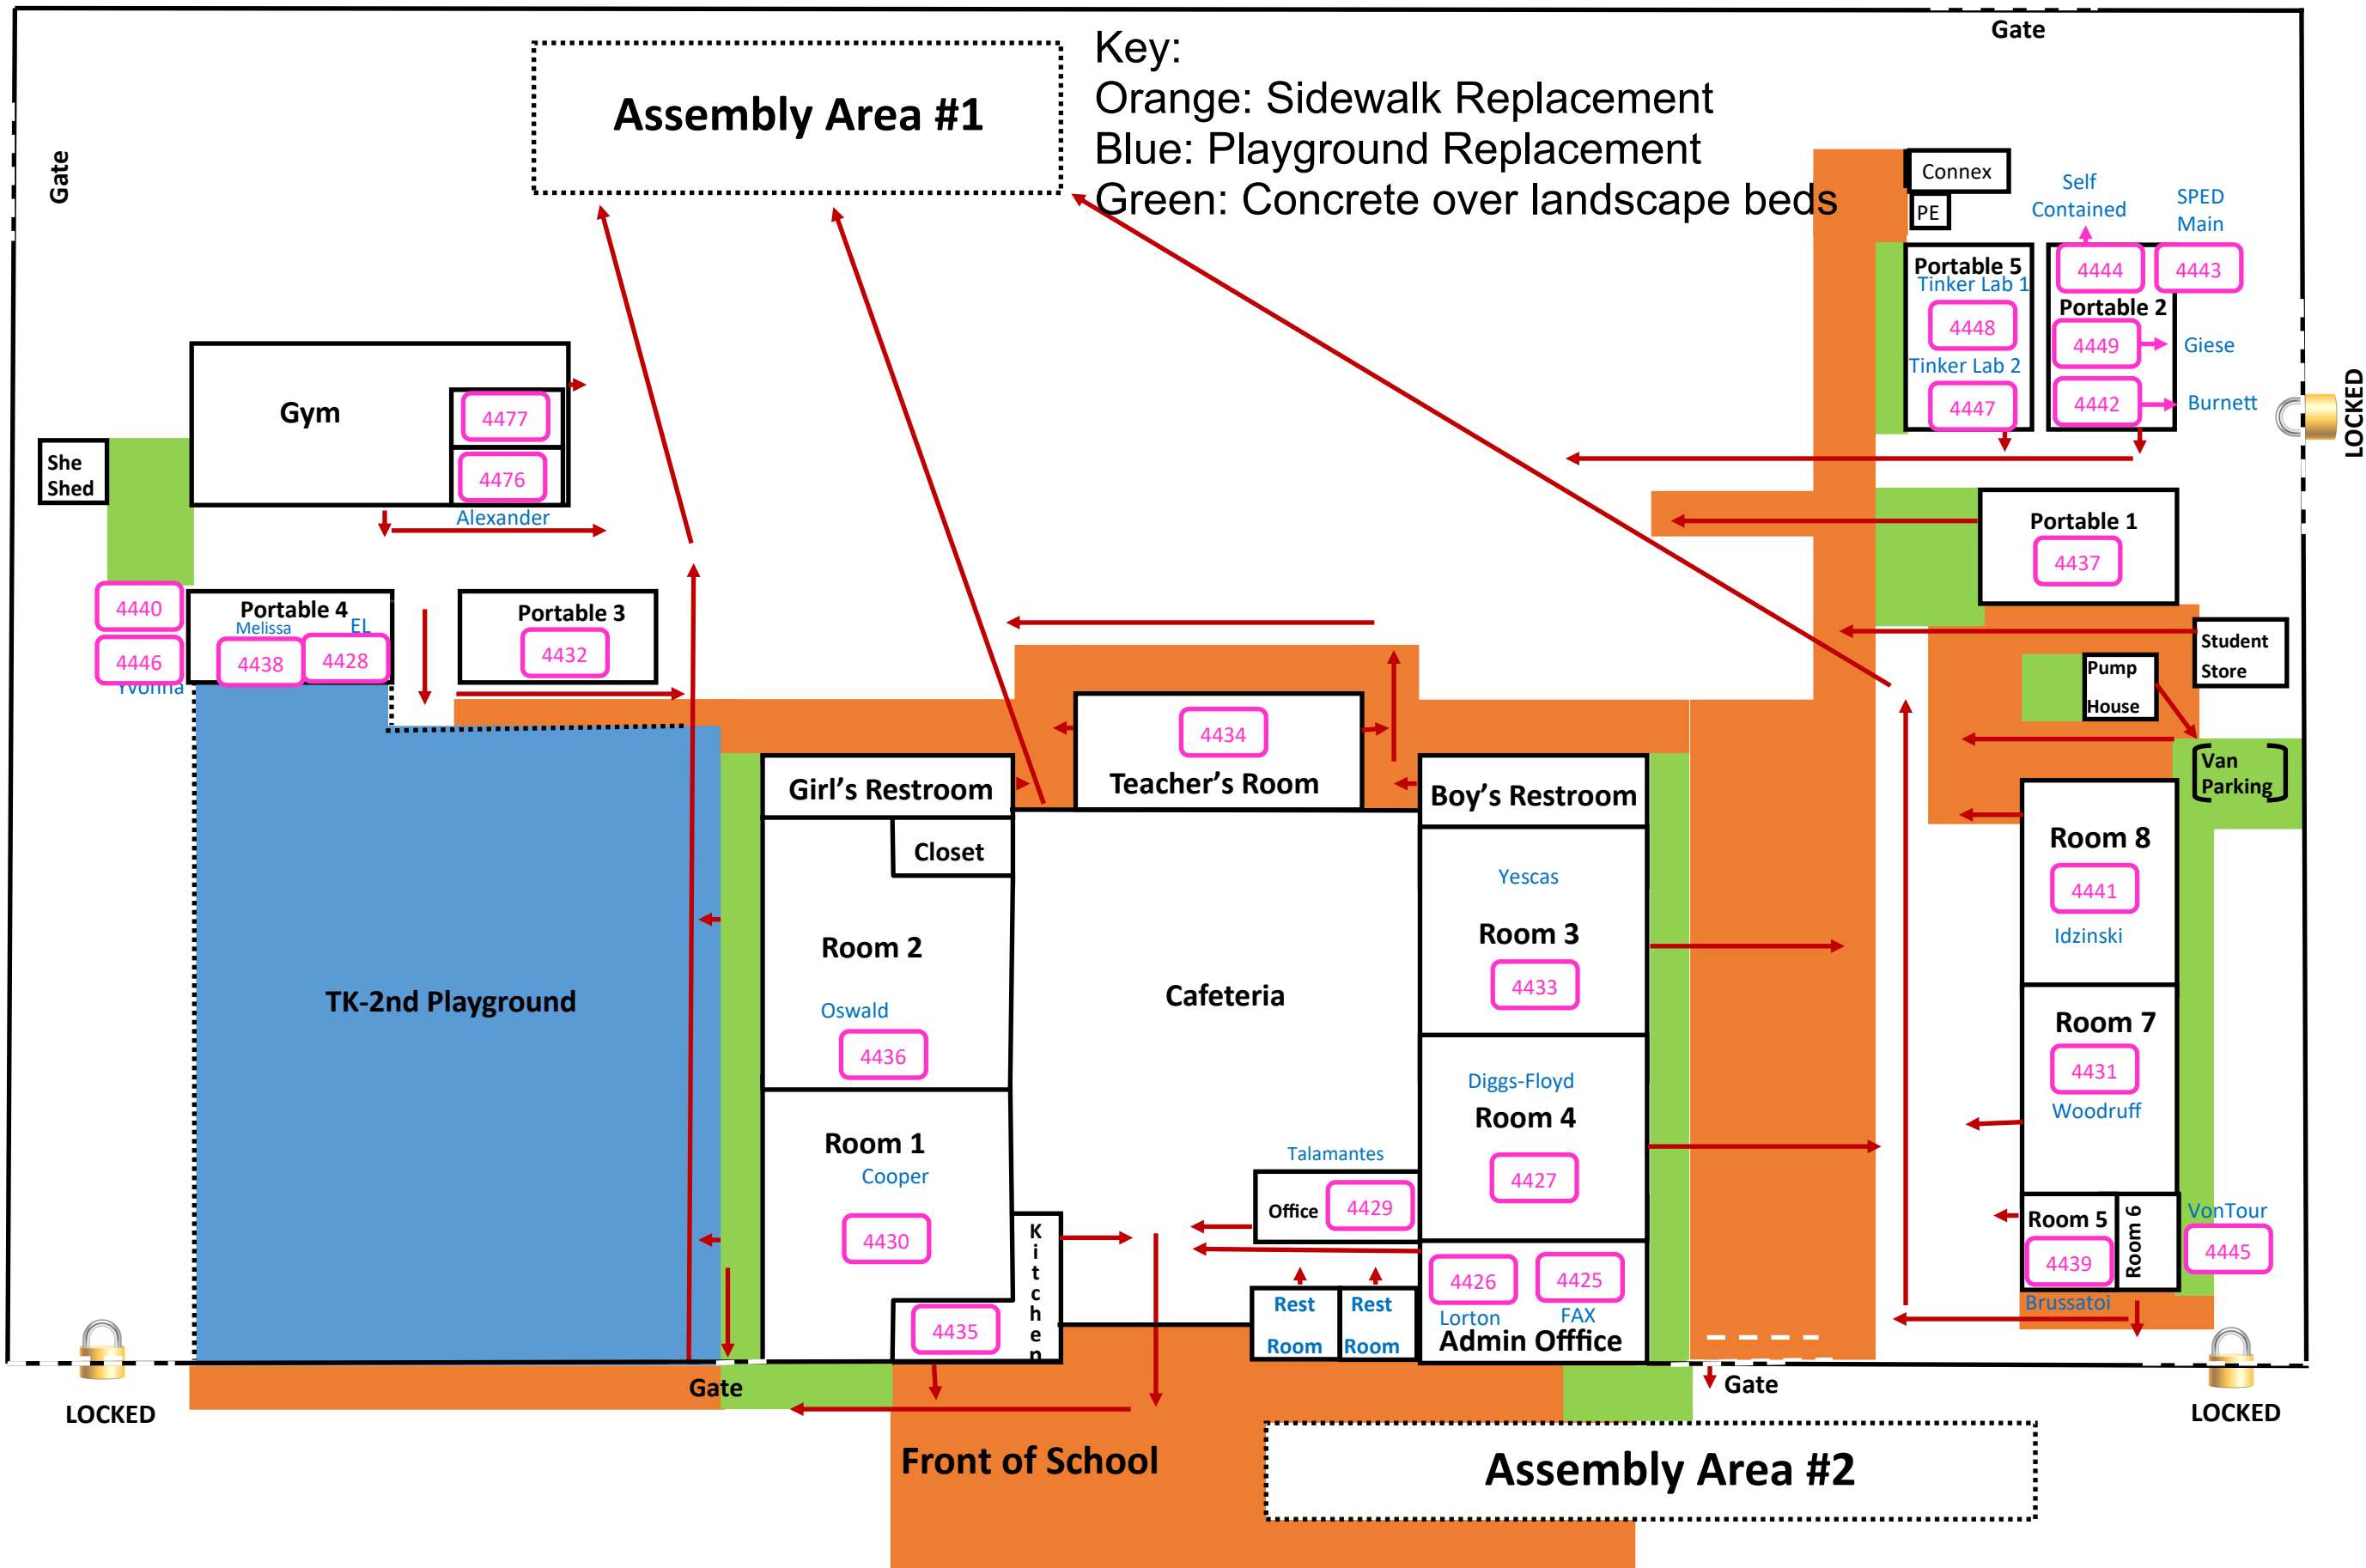 Gate
Key:
Orange: Sidewalk Replacement
Blue: Playground Replacement
Green: Concrete over landscape beds
Assembly Area #1
Gate
Connex
PE
Self
Contained
SPED
Main
Portable 5
Tinker Lab 1
4448
Tinker Lab 2
4447
4444
4443
Portable 2
4449
Giese
4442
Burnett
LOCKED
Gym
4477
4476
Alexander
She
Shed
Portable 1
4437
4440
4446
Yvonna
Portable 4
Melissa
EL
4438
4428
Portable 3
4432
Student
Store
Pump
House
Van
Parking
4434
Teacher's Room
Girl's Restroom
Boy's Restroom
Closet
Room 2
Oswald
4436
TK-2nd Playground
Cafeteria
Yescas
Room 3
4433
Room 8
4441
Idzinski
Room 7
4431
Woodruff
Room 1
Cooper
4430
4435
Kitchen
Diggs-Floyd
Room 4
4427
Talamantes
Office
4429
Rest
Room
Rest
Room
4426
4425
Lorton
FAX
Admin Offfice
Room 5
4439
Brussatoi
Room 6
VonTour
4445
LOCKED
Gate
Gate
LOCKED
Front of School
Assembly Area #2